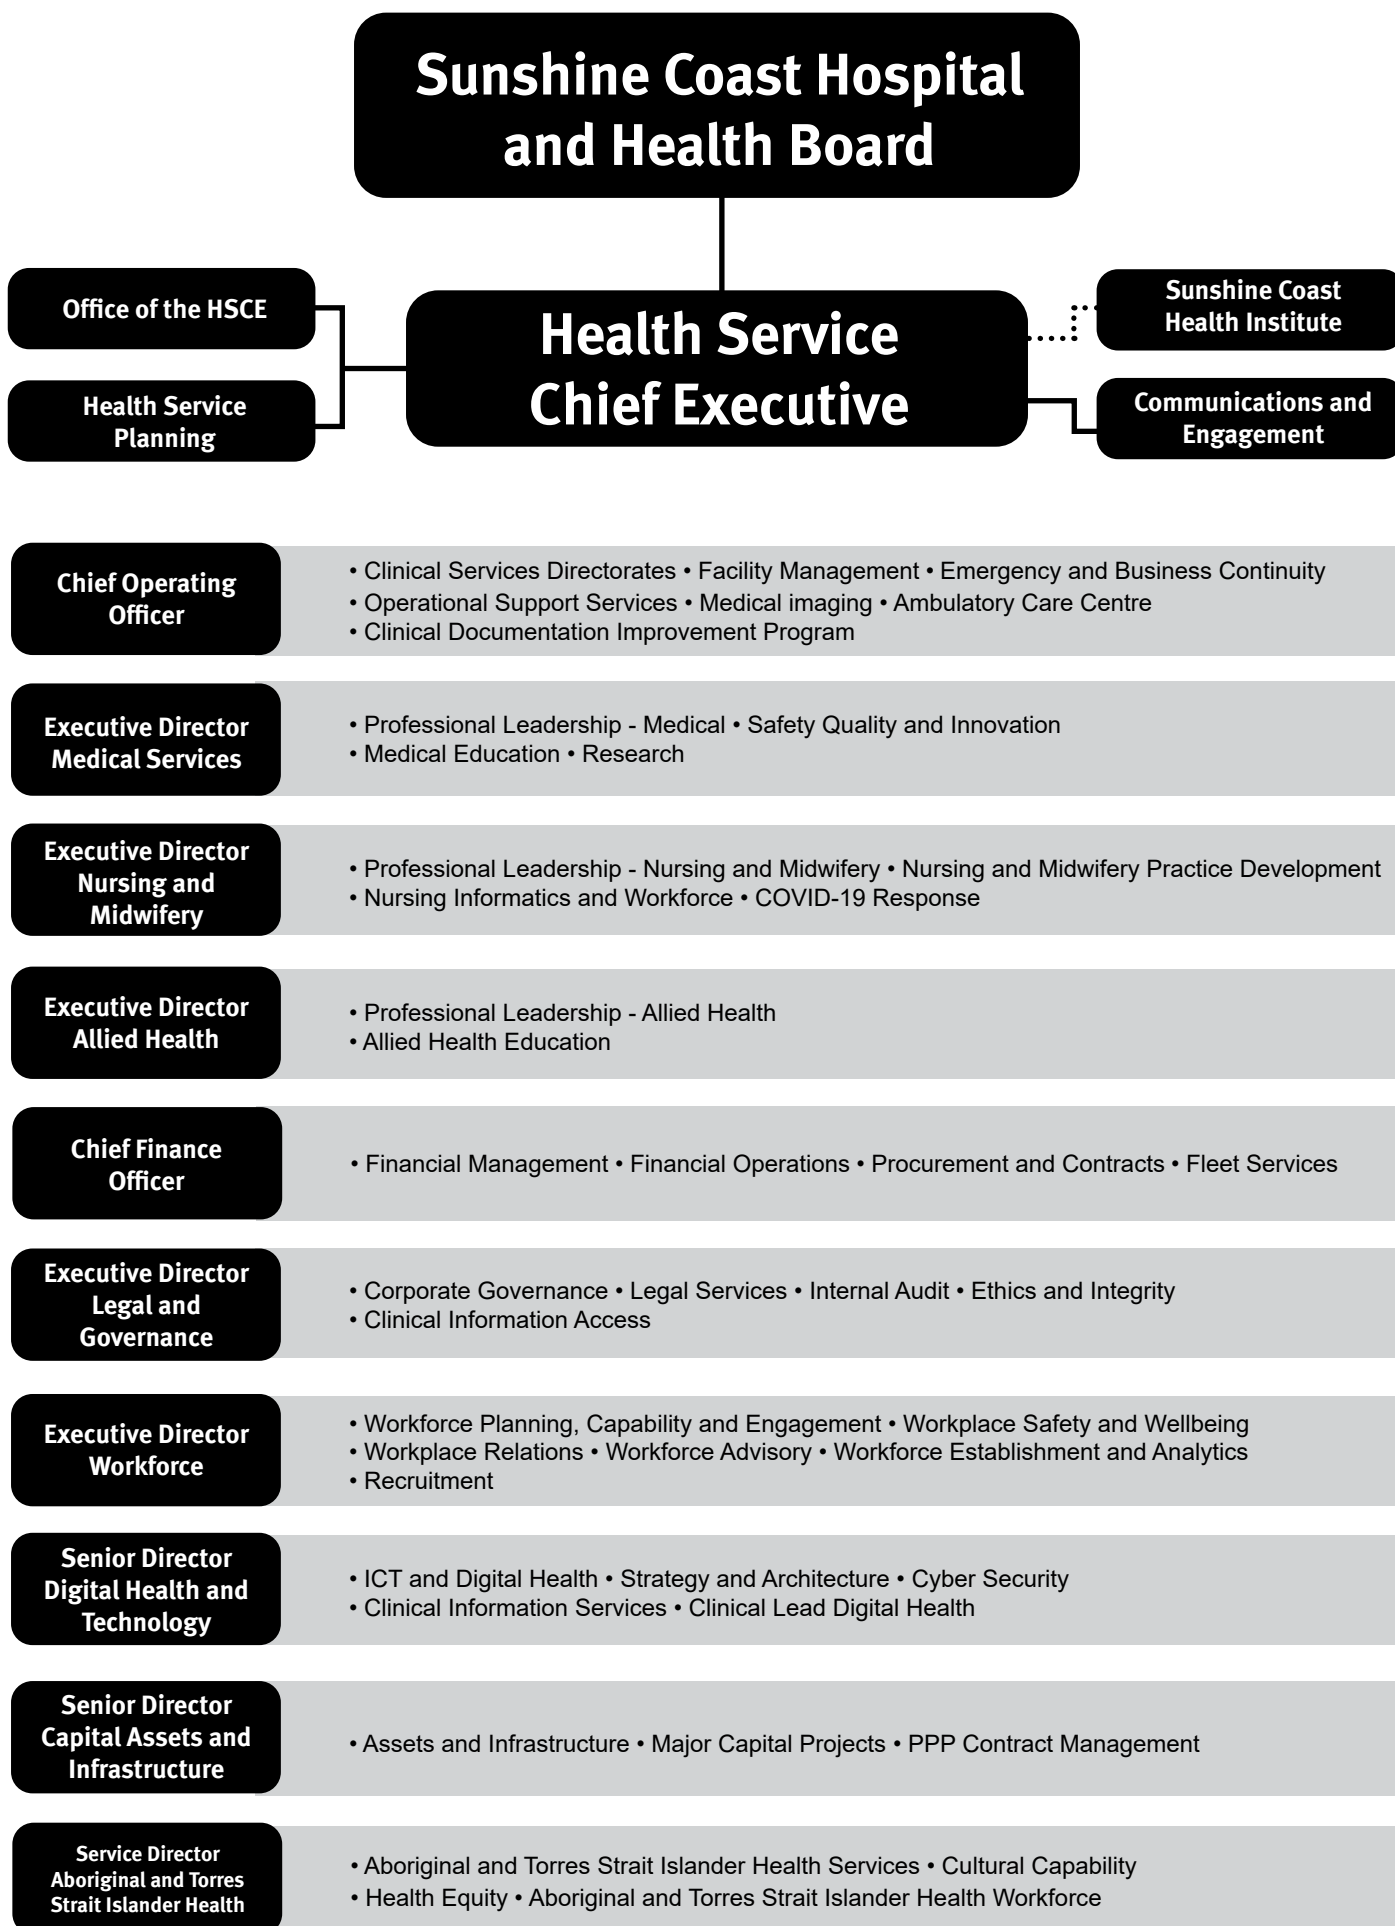 Sunshine Coast Hospital
and Health Board
Office of the HSCE
Health Service
Planning
Health Service
Chief Executive
Sunshine Coast
Health Institute
Communications and
Engagement
Chief Operating
Officer
• Clinical Services Directorates • Facility Management • Emergency and Business Continuity
• Operational Support Services • Medical imaging • Ambulatory Care Centre
• Clinical Documentation Improvement Program
Executive Director
Medical Services
• Professional Leadership - Medical • Safety Quality and Innovation
• Medical Education • Research
Executive Director
Nursing and
Midwifery
• Professional Leadership - Nursing and Midwifery • Nursing and Midwifery Practice Development
• Nursing Informatics and Workforce • COVID-19 Response
Executive Director
Allied Health
• Professional Leadership - Allied Health
• Allied Health Education
Chief Finance
Officer
• Financial Management • Financial Operations • Procurement and Contracts • Fleet Services
Executive Director
Legal and
Governance
• Corporate Governance • Legal Services • Internal Audit • Ethics and Integrity
• Clinical Information Access
Executive Director
Workforce
• Workforce Planning, Capability and Engagement • Workplace Safety and Wellbeing
• Workplace Relations • Workforce Advisory • Workforce Establishment and Analytics
• Recruitment
Senior Director
Digital Health and
Technology
• ICT and Digital Health • Strategy and Architecture • Cyber Security
• Clinical Information Services • Clinical Lead Digital Health
Senior Director
Capital Assets and
Infrastructure
• Assets and Infrastructure • Major Capital Projects • PPP Contract Management
Service Director
Aboriginal and Torres
Strait Islander Health
• Aboriginal and Torres Strait Islander Health Services • Cultural Capability
• Health Equity • Aboriginal and Torres Strait Islander Health Workforce